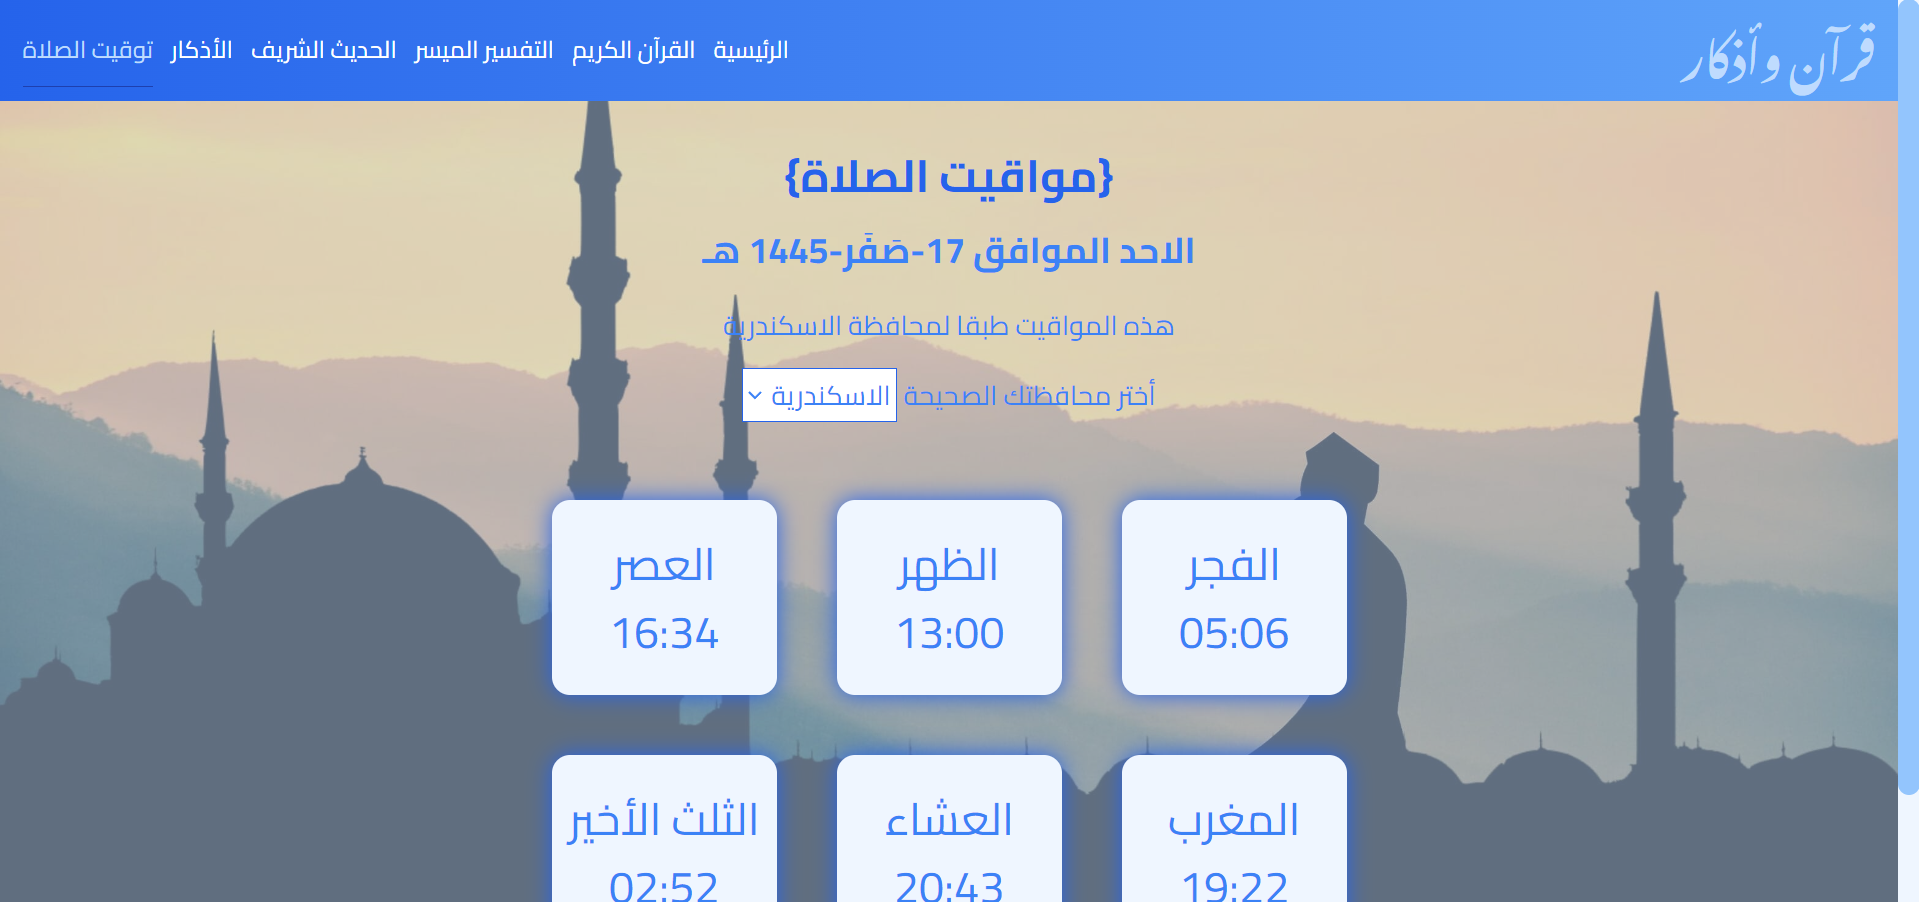 قرآن وأذكار
الرئيسية القرآن الكريم التفسير الميسر الحديث الشريف الأذكار توقيت الصلاة
{مواقيت الصلاة}
الاحد الموافق 17-صَفَر-1445 هـ
هذه المواقيت طبقا لمحافظة الاسكندرية
أختر محافظتك الصحيحة الاسكندرية
الفجر
05:06
الظهر
13:00
العصر
16:34
المغرب
19:22
العشاء
20:43
الثلث الأخير
02:52